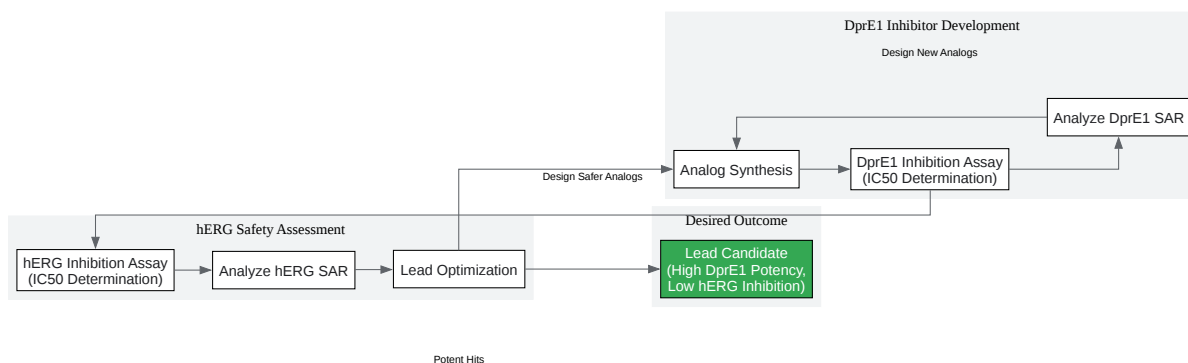 DprE1 Inhibitor Development
Design New Analogs
Analyze DprE1 SAR
Analog Synthesis
DprE1 Inhibition Assay
(IC50 Determination)
Design Safer Analogs
hERG Safety Assessment
hERG Inhibition Assay
(IC50 Determination)
Analyze hERG SAR
Lead Optimization
Desired Outcome
Lead Candidate
(High DprE1 Potency,
Low hERG Inhibition)
Potent Hits